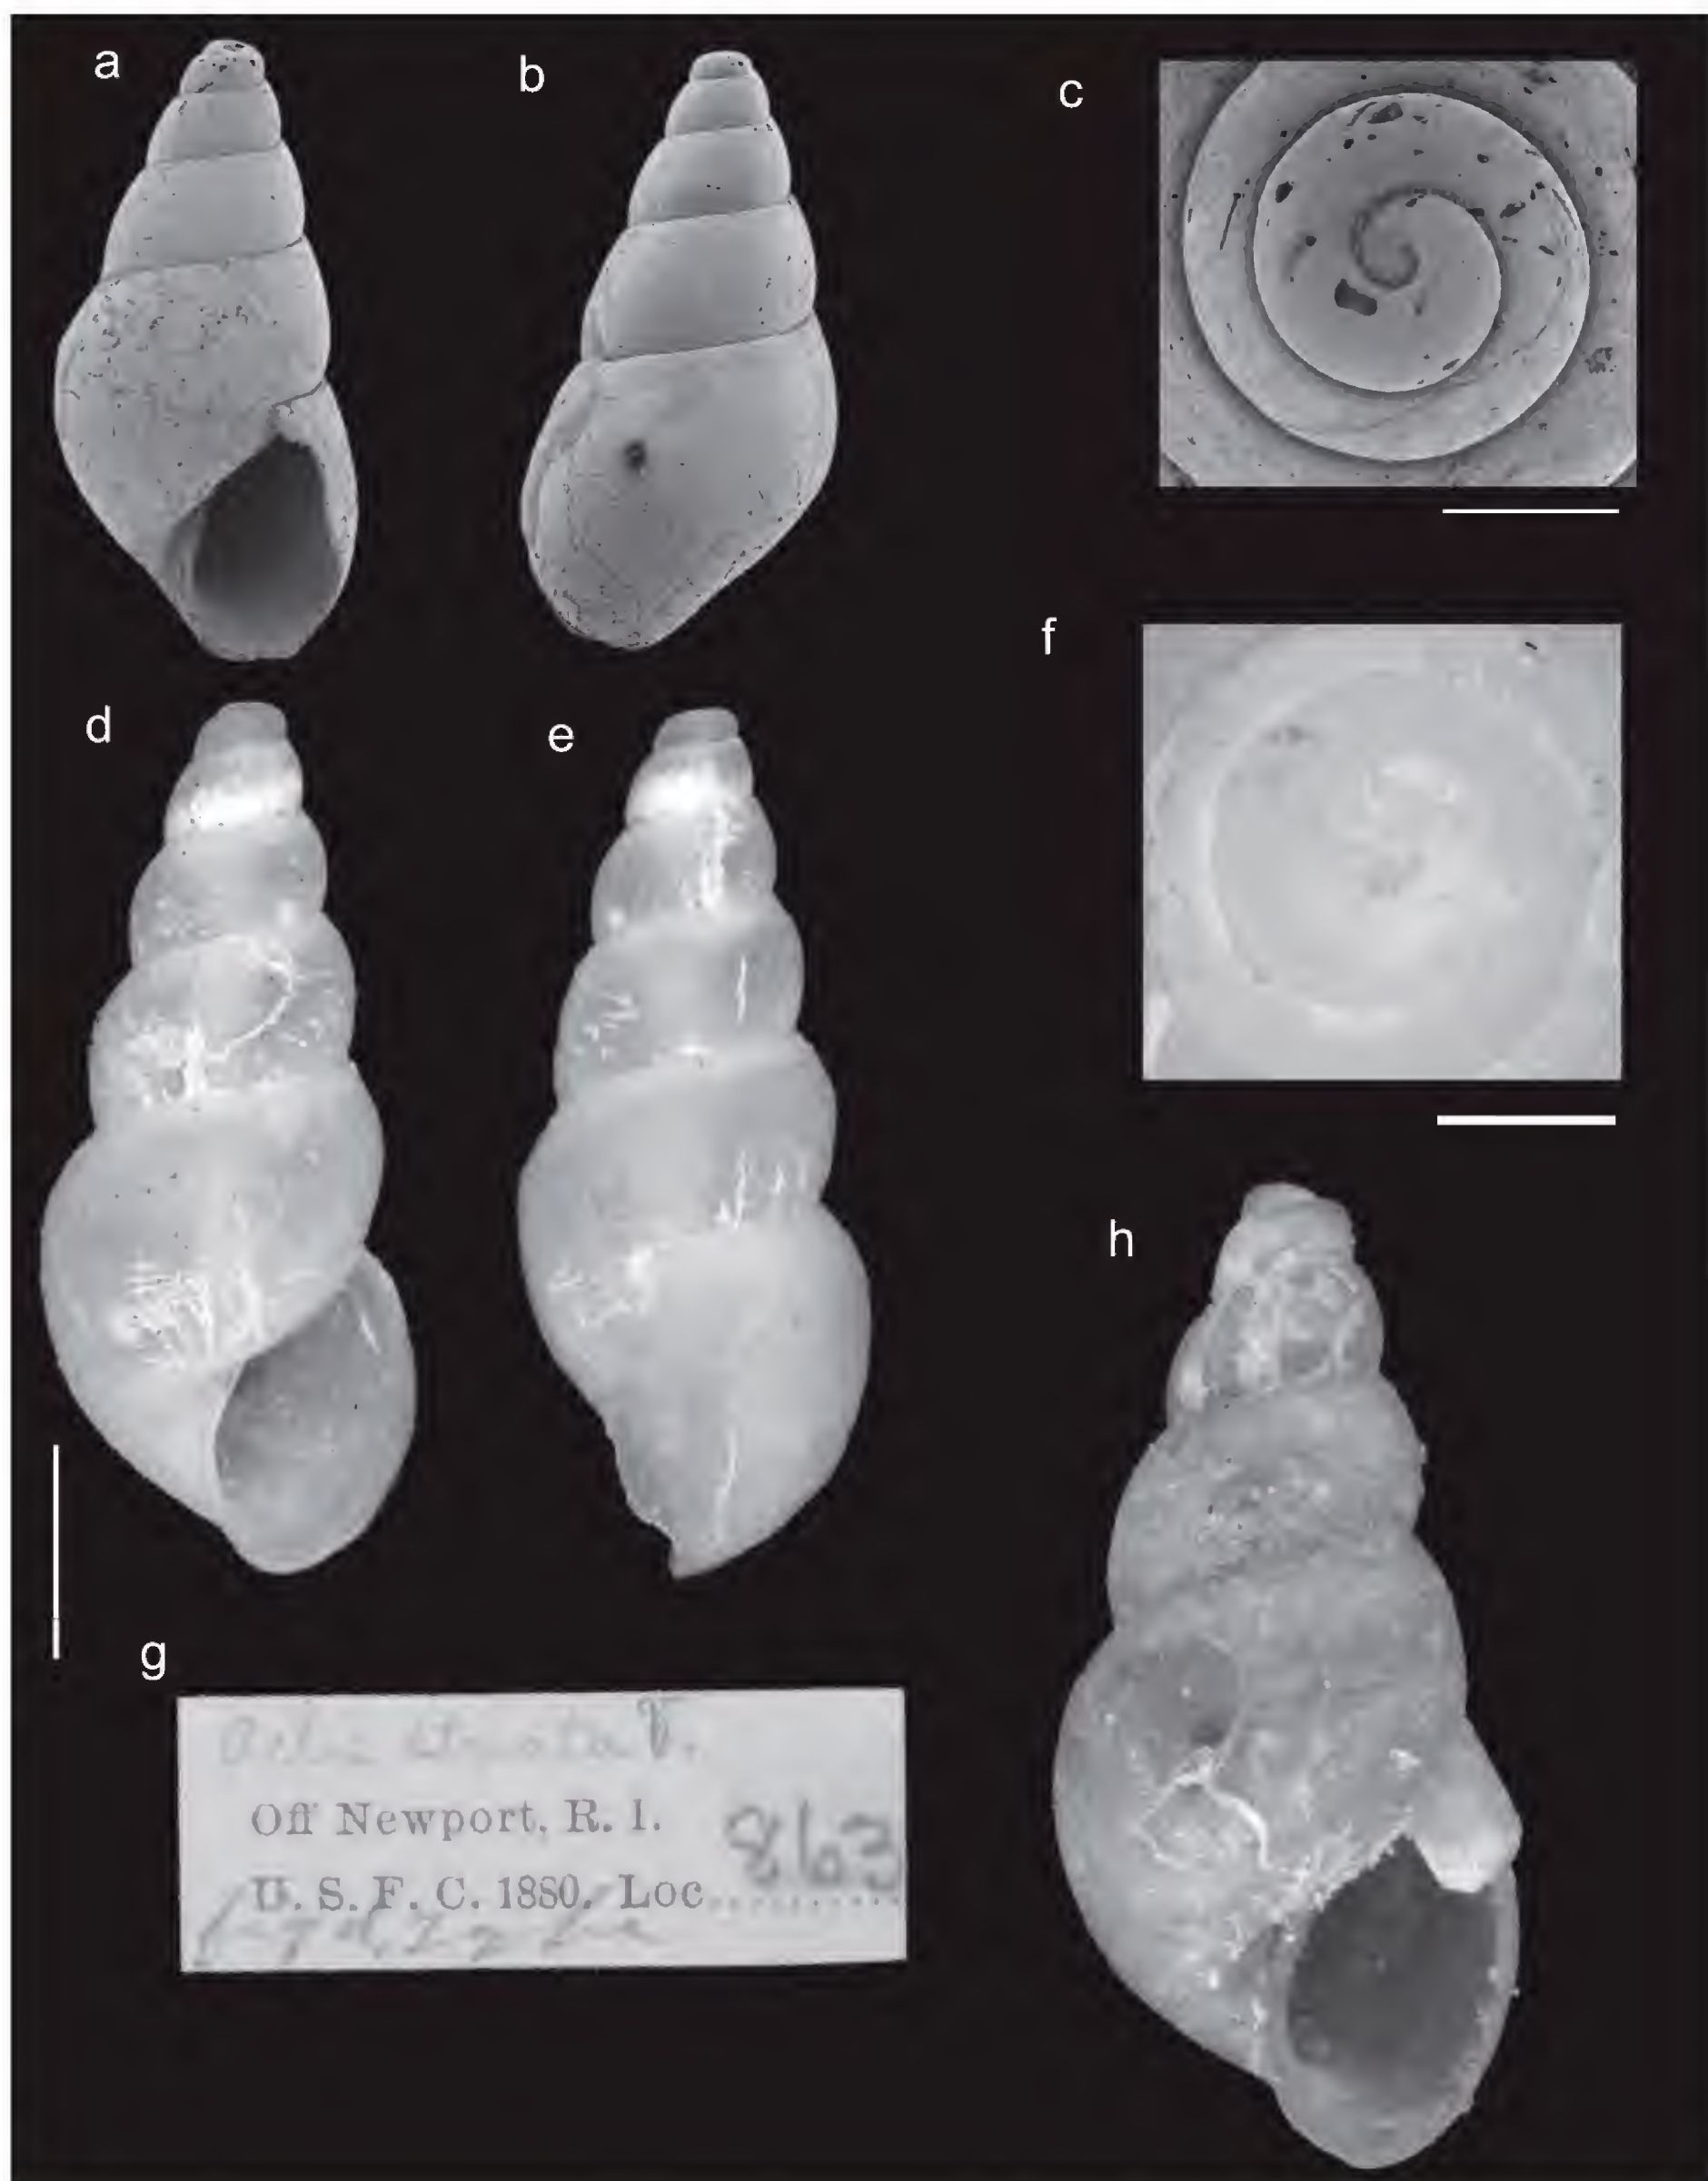 a
b
c
d
e
f
g
h
V.
Off Newport, R. I.
U. S. F. C. 1880. Loc 863